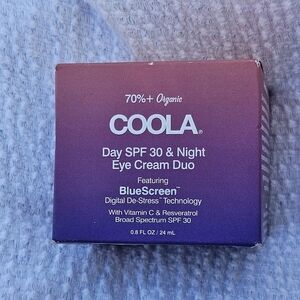 70%+ Organic
COOLA®
Day SPF 30 & Night
Eye Cream Duo
Featuring
BlueScreen™
Digital De-Stress™ Technology
With Vitamin C & Resveratrol
Broad Spectrum SPF 30
0.8 FL OZ / 24 mL